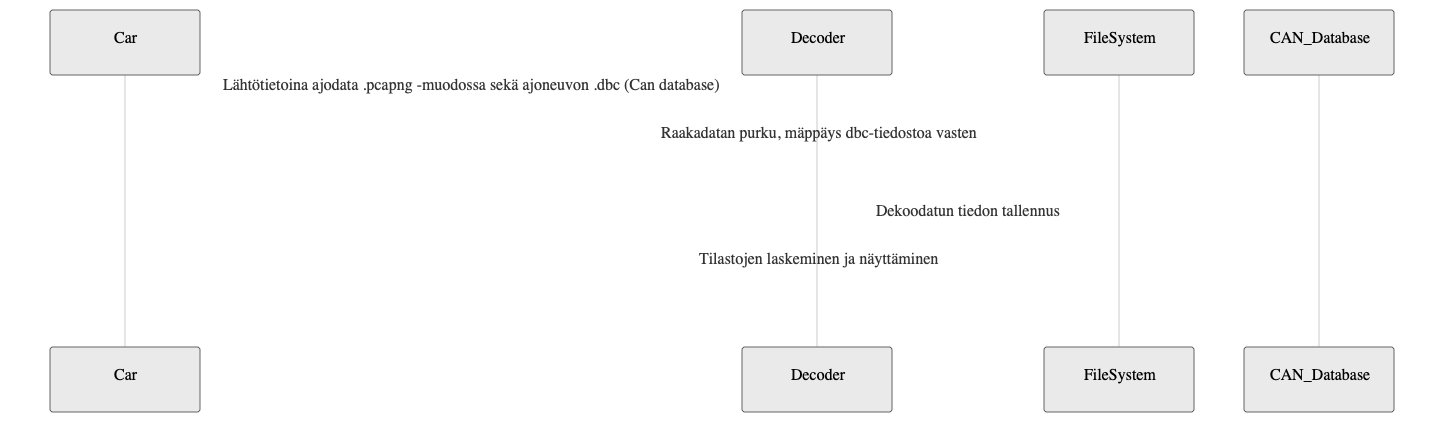 Car
Decoder
FileSystem
CAN_Database
Lähtötietoina ajodata .pcapng -muodossa sekä ajoneuvon .dbc (Can database)
Raakadatan purku, mäppäys dbc-tiedostoa vasten
Dekoodatun tiedon tallennus
Tilastojen laskeminen ja näyttäminen
Car
Decoder
FileSystem
CAN_Database